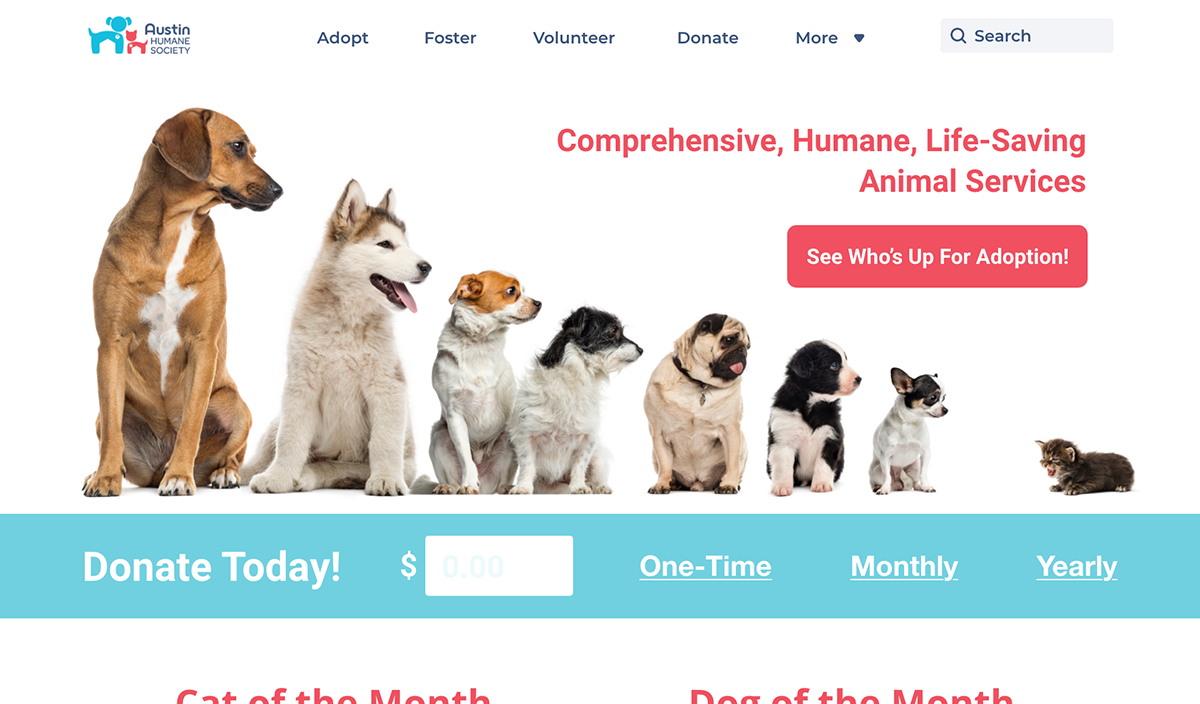 Austin
HUMANE
SOCIETY
Adopt
Foster
Volunteer
Donate
More
Search
Comprehensive, Humane, Life-Saving
Animal Services
See Who's Up For Adoption!
Donate Today!
$
0.00
One-Time
Monthly
Yearly
Cat of the Month
Dog of the Month